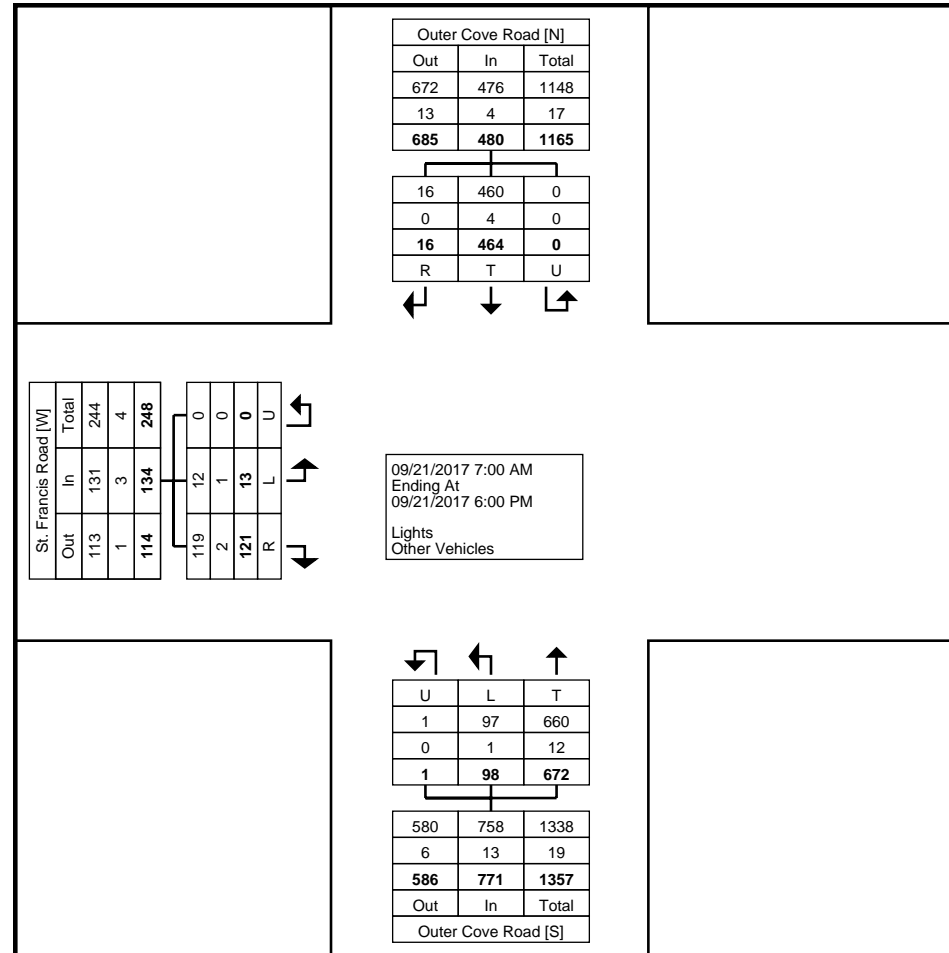 Outer Cove Road [N]
Out In Total
672 476 1148
13 4 17
685 480 1165
16 460 0
0 4 0
16 464 0
R T U
St. Francis Road [W]
Out In Total
113 131 244
1 3 4
114 134 248
119 12 0
2 1 0
121 13 0
R L U
09/21/2017 7:00 AM
Ending At
09/21/2017 6:00 PM
Lights
Other Vehicles
U L T
1 97 660
0 1 12
1 98 672
580 758 1338
6 13 19
586 771 1357
Out In Total
Outer Cove Road [S]